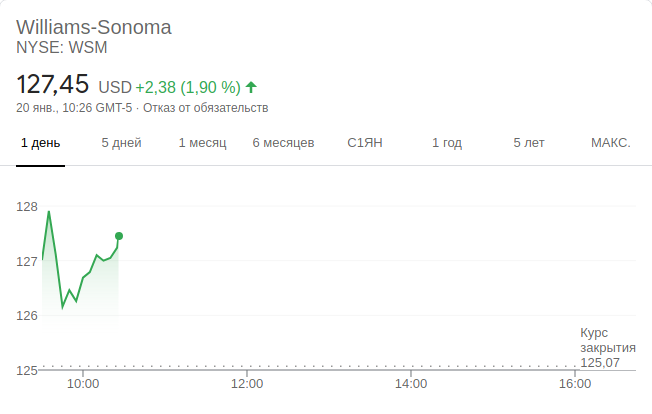 Williams-Sonoma
NYSE: WSM
127,45 USD +2,38 (1,90 %)
20 янв., 10:26 GMT-5 · Отказ от обязательств
1 день 5 дней 1 месяц 6 месяцев С1ЯН 1 год 5 лет МАКС.
128
127
126
Курс
закрытия
125,07
125
10:00 12:00 14:00 16:00